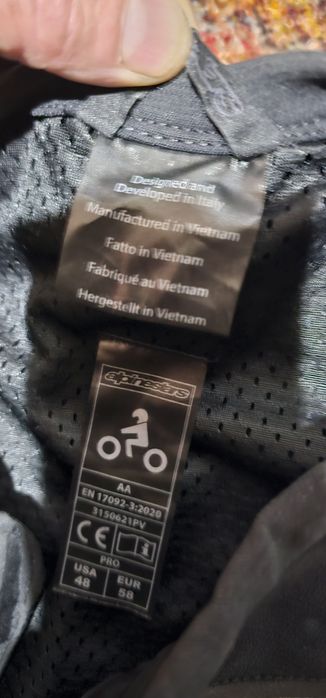 Designed and
Developed in Italy
Manufactured in Vietnam
Fatto in Vietnam
Fabriqué au Vietnam
Hergestellt in Vietnam
alpinestars
AA
EN 17092-3:2020
3150621PV
CE i
PRO
USA EUR
48 58